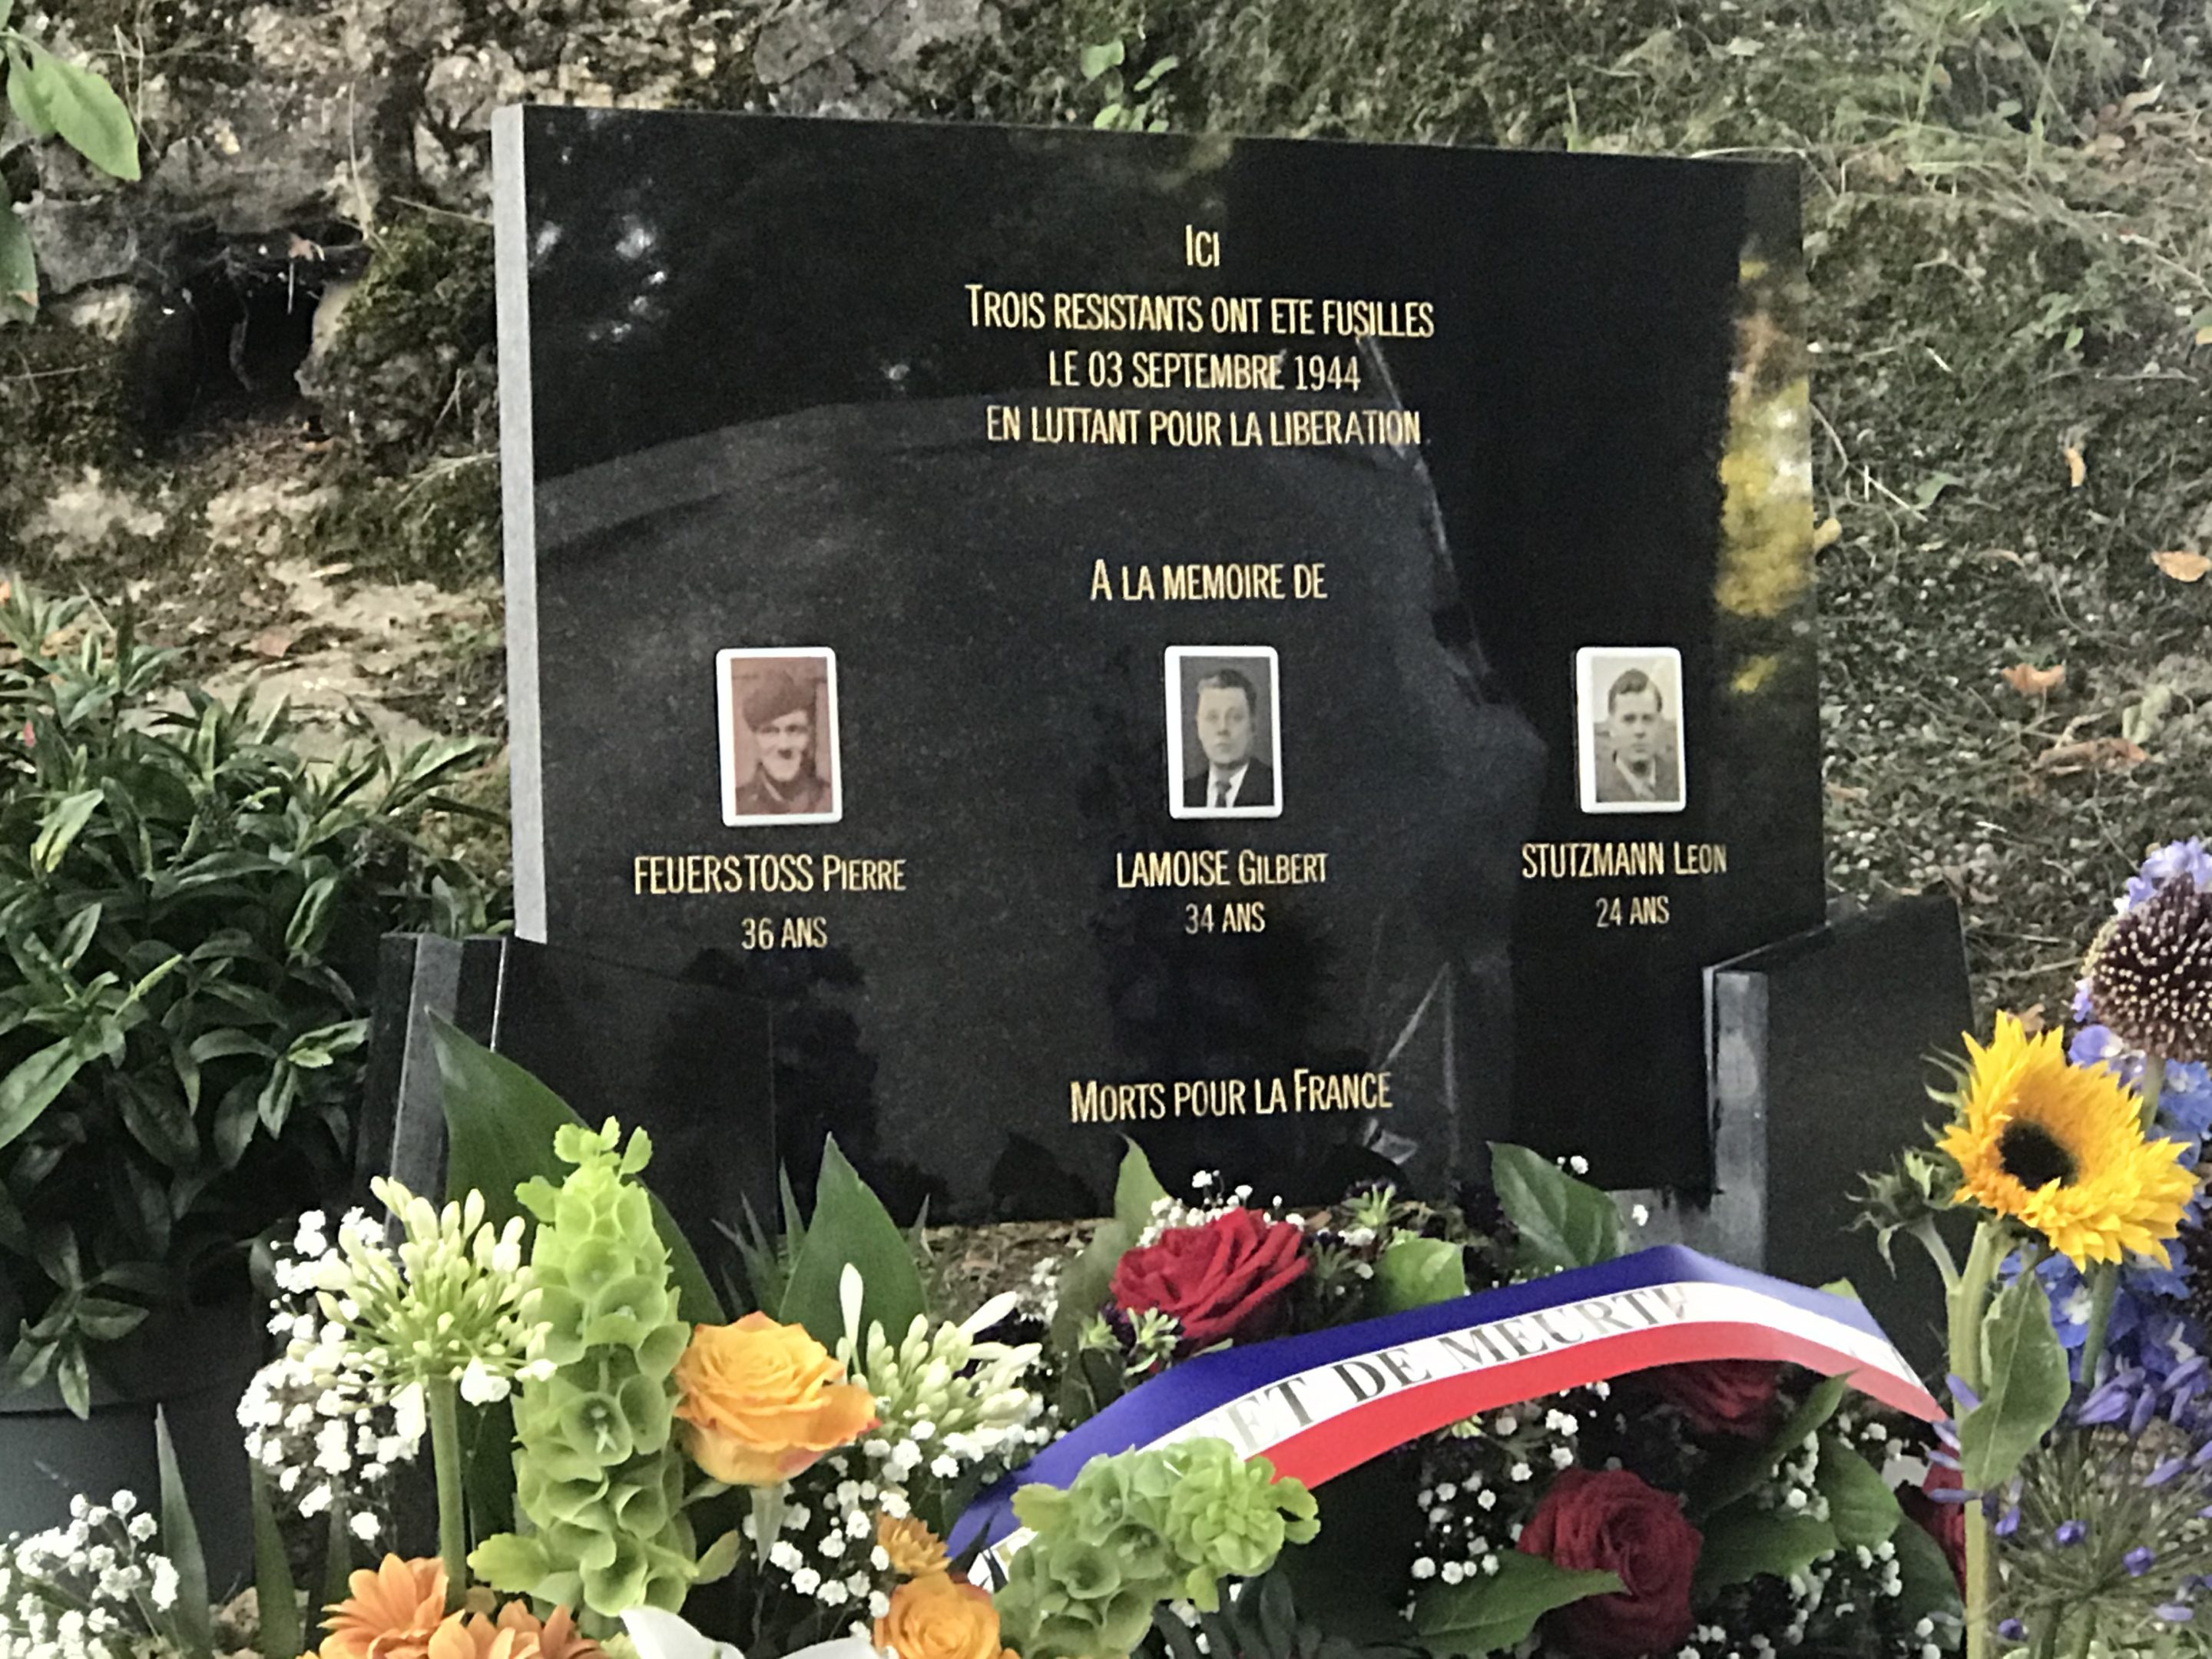 ICI
TROIS RESISTANTS ONT ETE FUSILLES
LE 03 SEPTEMBRE 1944
EN LUTTANT POUR LA LIBERATION
A LA MEMOIRE DE
FEUERSTOSS PIERRE
36 ANS
LAMOISE GILBERT
34 ANS
STUTZMANN LEON
24 ANS
MORTS POUR LA FRANCE
DE